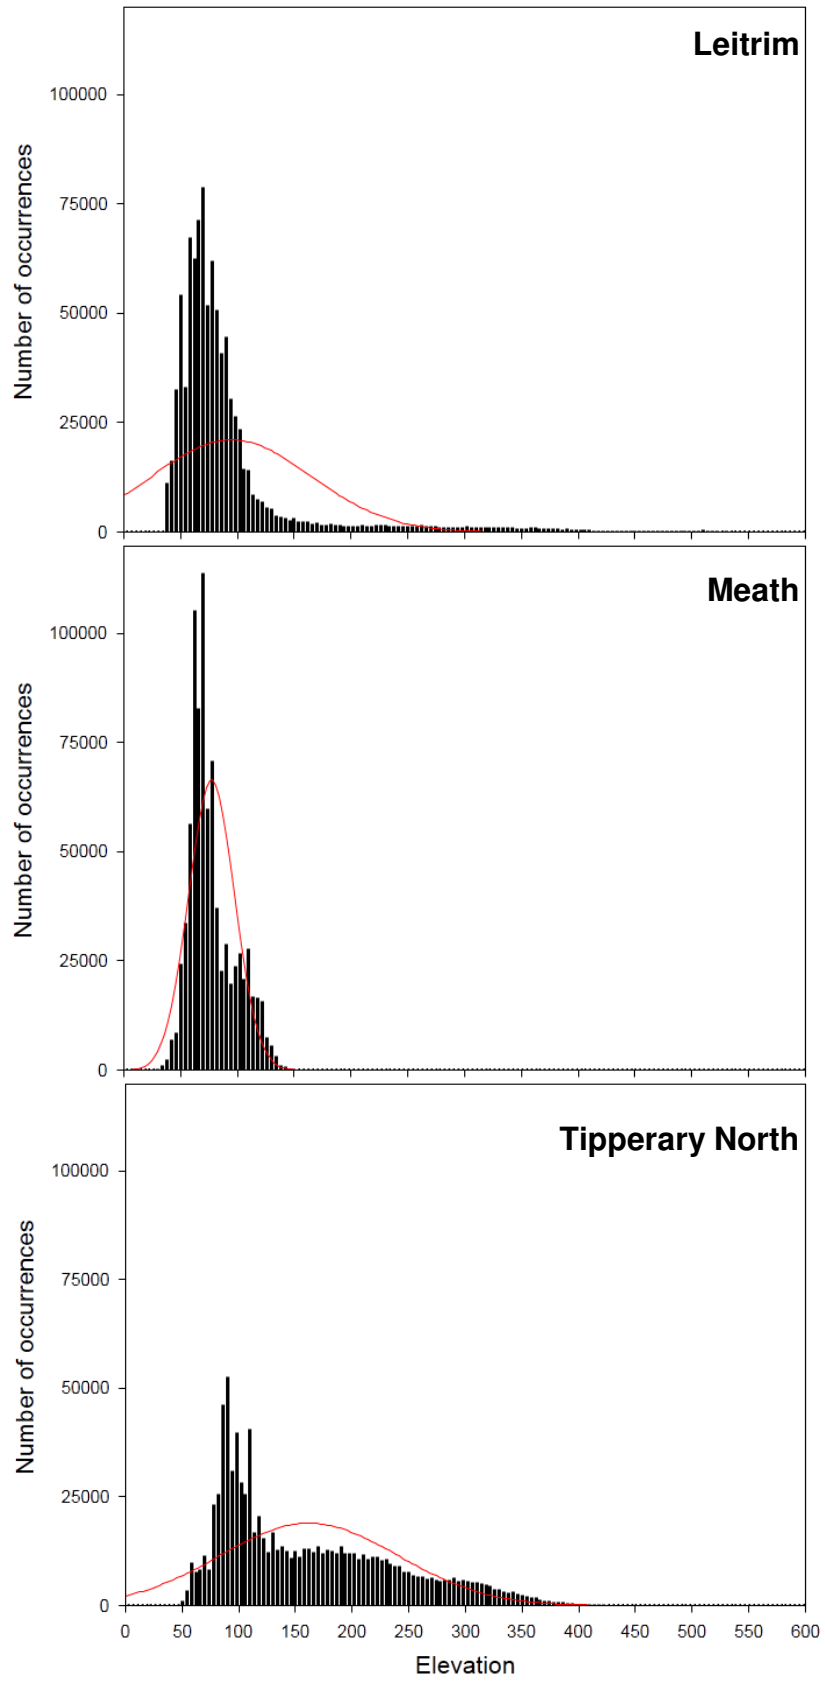 Leitrim
100000
75000
50000
25000
0
Number of occurrences
Meath
100000
75000
50000
25000
0
Number of occurrences
Tipperary North
100000
75000
50000
25000
0
Number of occurrences
0 50 100 150 200 250 300 350 400 450 500 550 600
Elevation